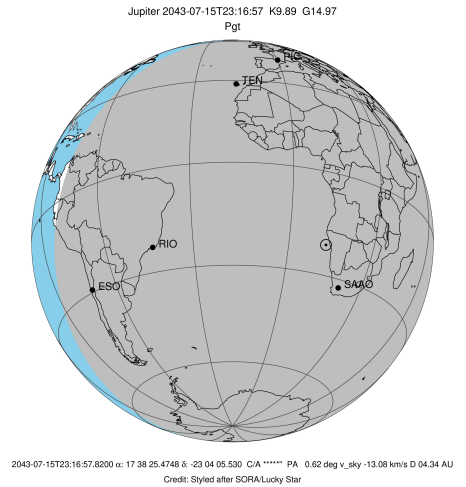 Jupiter 2043-07-15T23:16:57 K9.89 G14.97
Pgt
PIC
TEN
RIO
ESO
SAAO
2043-07-15T23:16:57.8200 α: 17 38 25.4748 δ: -23 04 05.530 C/A *****" PA 0.62 deg v_sky -13.08 km/s D 04.34 AU
Credit: Styled after SORA/Lucky Star